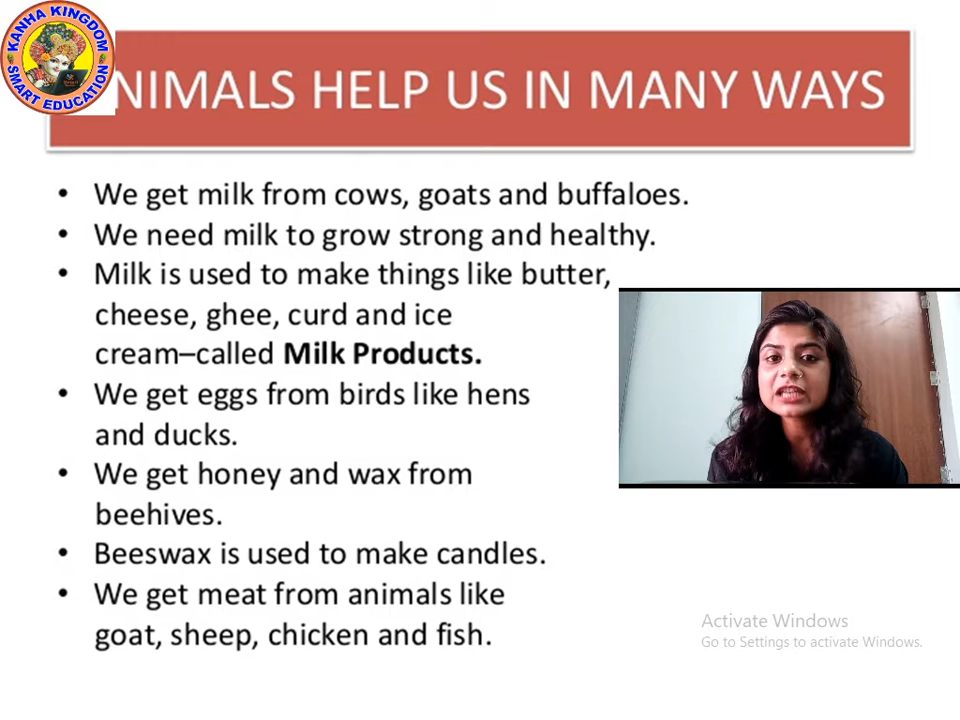 KANHA KINGDOM
SMART EDUCATION
NIMALS HELP US IN MANY WAYS
• We get milk from cows, goats and buffaloes.
• We need milk to grow strong and healthy.
• Milk is used to make things like butter,
cheese, ghee, curd and ice
cream–called Milk Products.
• We get eggs from birds like hens
and ducks.
• We get honey and wax from
beehives.
• Beeswax is used to make candles.
• We get meat from animals like
goat, sheep, chicken and fish.
Activate Windows
Go to Settings to activate Windows.